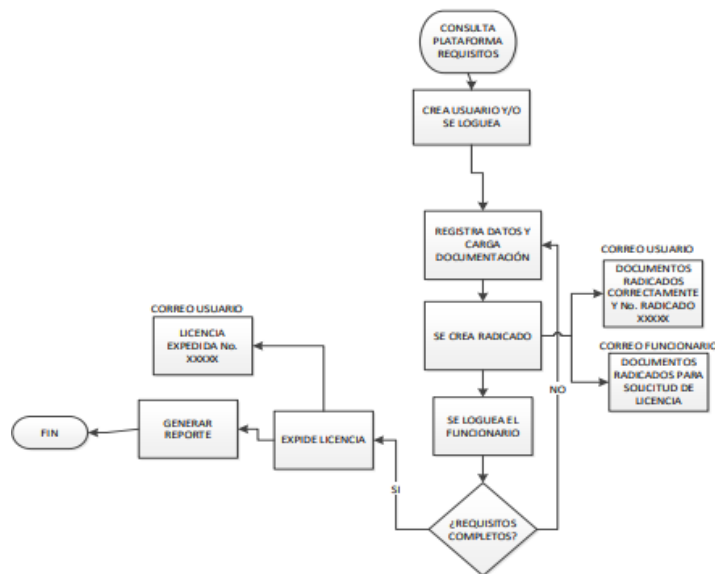 CONSULTA
PLATAFORMA
REQUISITOS
CREA USUARIO Y/O
SE LOGUEA
REGISTRA DATOS Y
CARGA
DOCUMENTACIÓN
CORREO USUARIO
DOCUMENTOS
RADICADOS
CORRECTAMENTE
Y No. RADICADO
XXXXX
SE CREA RADICADO
CORREO FUNCIONARIO
DOCUMENTOS
RADICADOS PARA
SOLICITUD DE
LICENCIA
CORREO USUARIO
LICENCIA
EXPEDIDA No.
XXXXX
NO
SE LOGUEA EL
FUNCIONARIO
FIN
GENERAR
REPORTE
EXPIDE LICENCIA
SI
¿REQUISITOS
COMPLETOS?